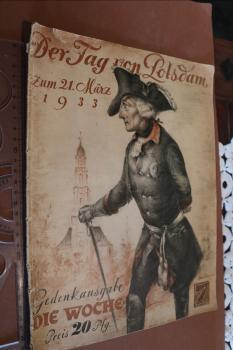 Der Tag von Potsdam
zum 21. März
1933
Gedenkausgabe
DIE WOCHE
Preis 20 Pfg.